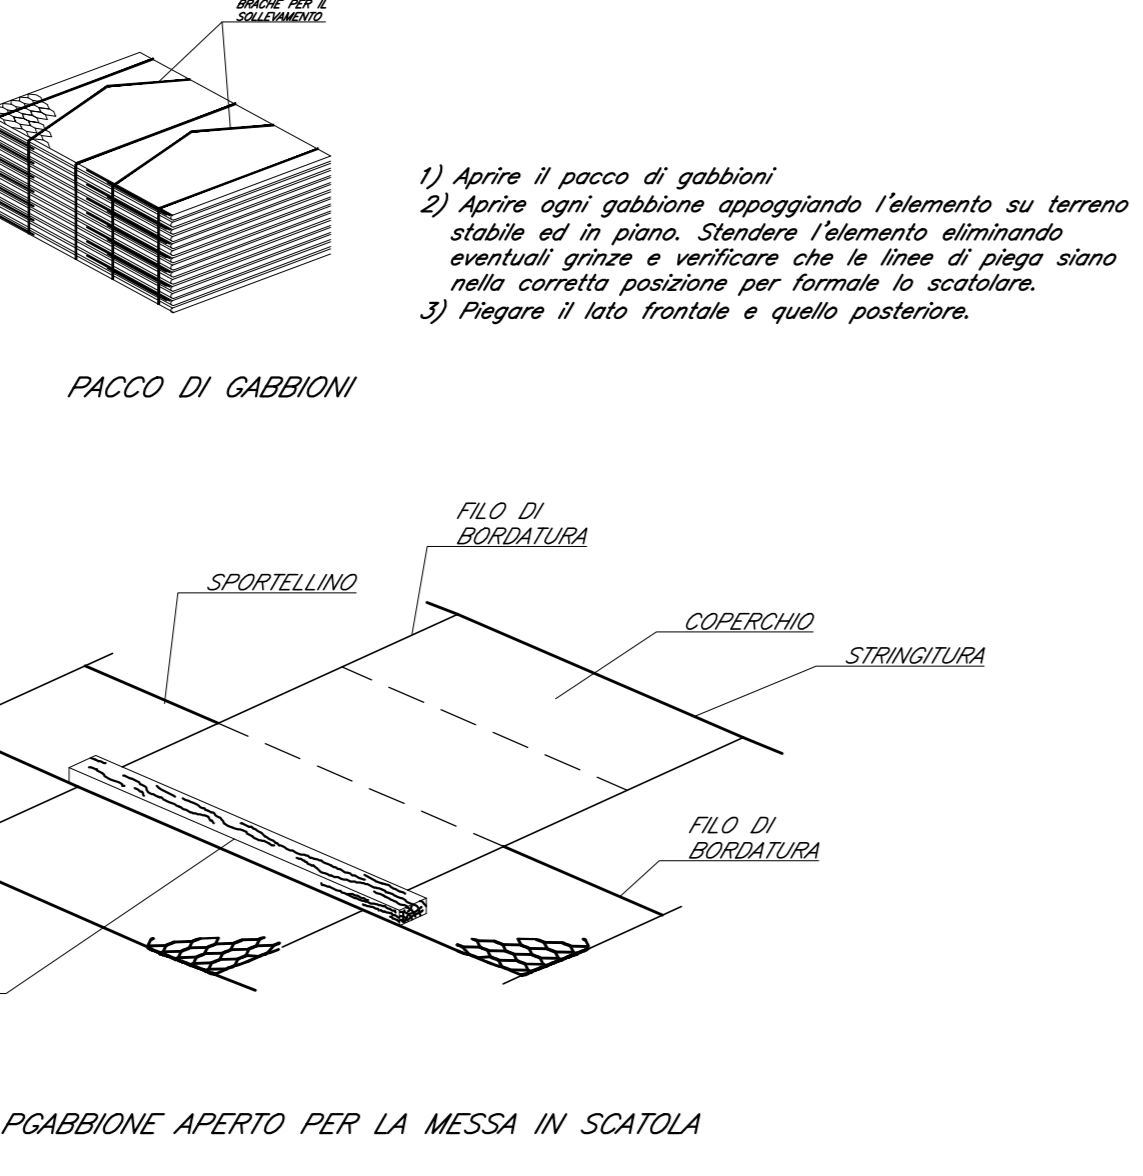 BRACHE PER IL
SOLLEVAMENTO
1) Aprire il pacco di gabbioni
2) Aprire ogni gabbione appoggiando l'elemento su terreno
stabile ed in piano. Stendere l'elemento eliminando
eventuali grinze e verificare che le linee di piega siano
nella corretta posizione per formale lo scatolare.
3) Piegare il lato frontale e quello posteriore.
PACCO DI GABBIONI
FILO DI
BORDATURA
SPORTELLINO
COPERCHIO
STRINGITURA
FILO DI
BORDATURA
PGABBIONE APERTO PER LA MESSA IN SCATOLA